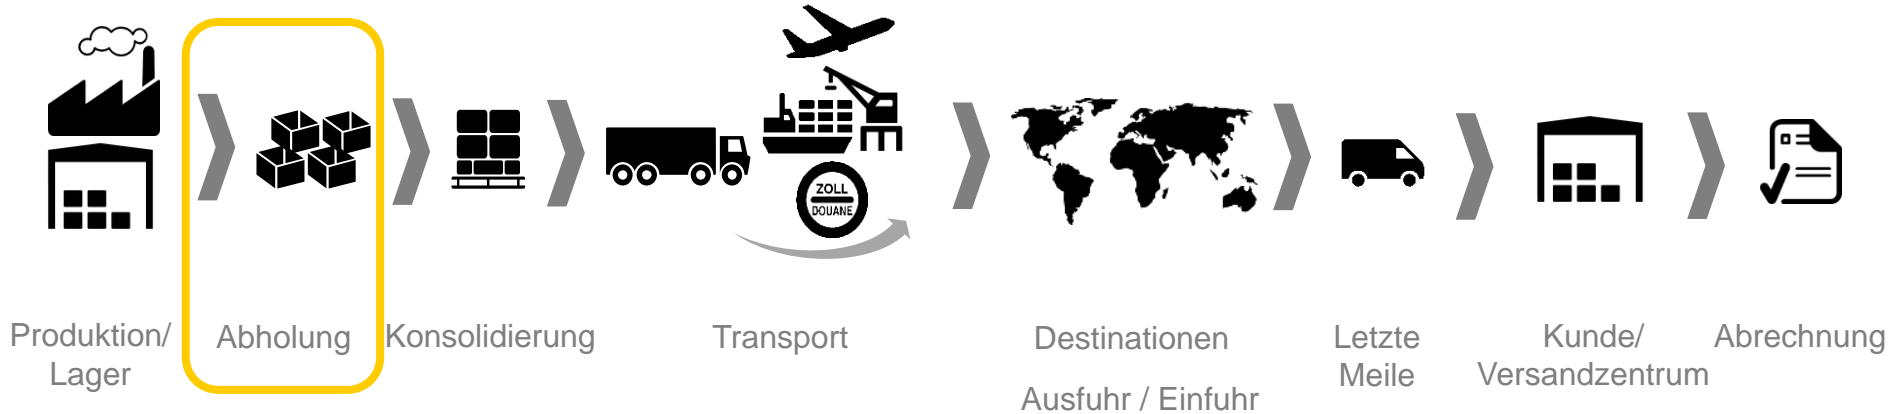 ZOLL
DOUANE
Produktion/
Lager
Abholung
Konsolidierung
Transport
Destinationen
Ausfuhr / Einfuhr
Letzte
Meile
Kunde/
Versandzentrum
Abrechnung